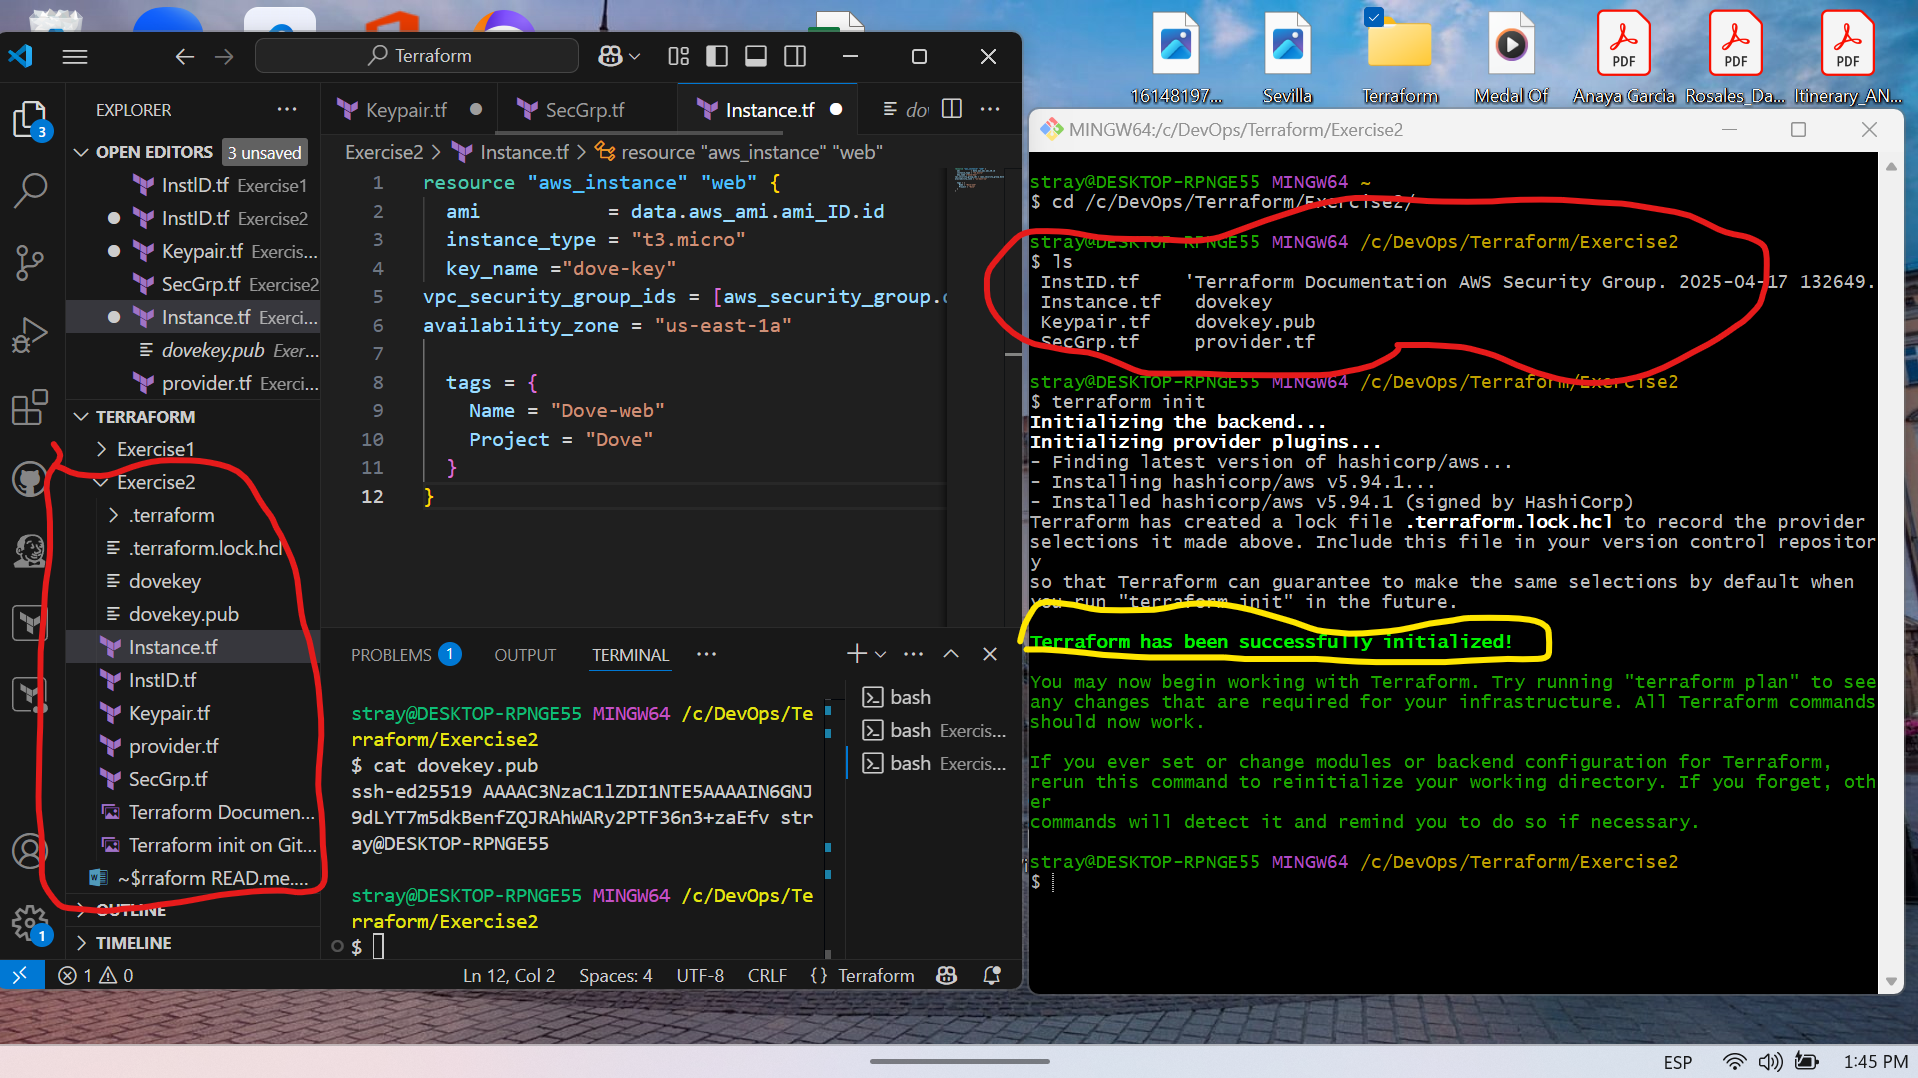 16148197...
Sevilla
Terraform
Medal Of
Anaya Garcia
Rosales_Da...
Itinerary_AN...
PDF
PDF
PDF
Terraform
EXPLORER
OPEN EDITORS 3 unsaved
InstID.tf Exercise1
InstID.tf Exercise2
Keypair.tf Exercis...
SecGrp.tf Exercise2
Instance.tf Exerci...
dovekey.pub Exer...
provider.tf Exerci...
TERRAFORM
Exercise1
Exercise2
.terraform
.terraform.lock.hcl
dovekey
dovekey.pub
Instance.tf
InstID.tf
Keypair.tf
provider.tf
SecGrp.tf
Terraform Documen...
Terraform init on Git...
~$rraform READ.me....
OUTLINE
TIMELINE
3
1
Keypair.tf
SecGrp.tf
Instance.tf
Exercise2 > Instance.tf > resource "aws_instance" "web"
1 resource "aws_instance" "web" {
2 ami = data.aws_ami.ami_ID.id
3 instance_type = "t3.micro"
4 key_name ="dove-key"
5 vpc_security_group_ids = [aws_security_group.
6 availability_zone = "us-east-1a"
7
8 tags = {
9 Name = "Dove-web"
10 Project = "Dove"
11 }
12 }
PROBLEMS 1 OUTPUT TERMINAL
stray@DESKTOP-RPNGE55 MINGW64 /c/DevOps/Te
rraform/Exercise2
$ cat dovekey.pub
ssh-ed25519 AAAAC3NzaC1lZDI1NTE5AAAAIN6GNJ
9dLYT7m5dkBenfZQJRAhWARy2PTF36n3+zaEfv str
ay@DESKTOP-RPNGE55
stray@DESKTOP-RPNGE55 MINGW64 /c/DevOps/Te
rraform/Exercise2
$
bash
bash Exercis...
bash Exercis...
1 0
Ln 12, Col 2 Spaces: 4 UTF-8 CRLF {} Terraform
MINGW64:/c/DevOps/Terraform/Exercise2
stray@DESKTOP-RPNGE55 MINGW64 ~
$ cd /c/DevOps/Terraform/Exercise2/
stray@DESKTOP-RPNGE55 MINGW64 /c/DevOps/Terraform/Exercise2
$ ls
InstID.tf 'Terraform Documentation AWS Security Group. 2025-04-17 132649.
Instance.tf dovekey
Keypair.tf dovekey.pub
SecGrp.tf provider.tf
stray@DESKTOP-RPNGE55 MINGW64 /c/DevOps/Terraform/Exercise2
$ terraform init
Initializing the backend...
Initializing provider plugins...
- Finding latest version of hashicorp/aws...
- Installing hashicorp/aws v5.94.1...
- Installed hashicorp/aws v5.94.1 (signed by HashiCorp)
Terraform has created a lock file .terraform.lock.hcl to record the provider
selections it made above. Include this file in your version control repositor
y
so that Terraform can guarantee to make the same selections by default when
you run "terraform init" in the future.
Terraform has been successfully initialized!
You may now begin working with Terraform. Try running "terraform plan" to see
any changes that are required for your infrastructure. All Terraform commands
should now work.
If you ever set or change modules or backend configuration for Terraform,
rerun this command to reinitialize your working directory. If you forget, oth
er
commands will detect it and remind you to do so if necessary.
stray@DESKTOP-RPNGE55 MINGW64 /c/DevOps/Terraform/Exercise2
$
ESP
1:45 PM